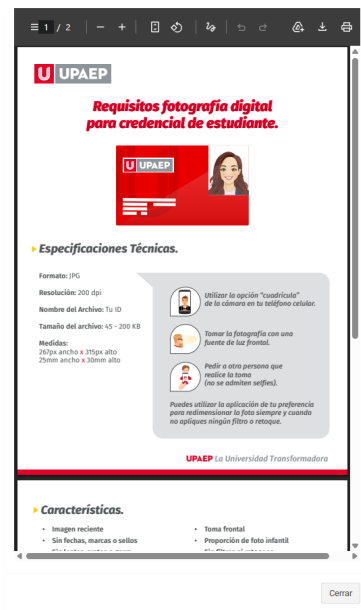 1 / 2
U UPAEP
Requisitos fotografía digital
para credencial de estudiante.
U UPAEP
Especificaciones Técnicas.
Formato: JPG
Resolución: 200 dpi
Nombre del Archivo: Tu ID
Tamaño del archivo: 45 - 200 KB
Medidas:
267px ancho x 315px alto
25mm ancho x 30mm alto
Utilizar la opción "cuadrícula"
de la cámara en tu teléfono celular.
Tomar la fotografía con una
fuente de luz frontal.
Pedir a otra persona que
realice la toma
(no se admiten selfies).
Puedes utilizar la aplicación de tu preferencia
para redimensionar la foto siempre y cuando
no apliques ningún filtro o retoque.
UPAEP La Universidad Transformadora
Características.
• Imagen reciente
• Sin fechas, marcas o sellos
• Toma frontal
• Proporción de foto infantil
Cerrar